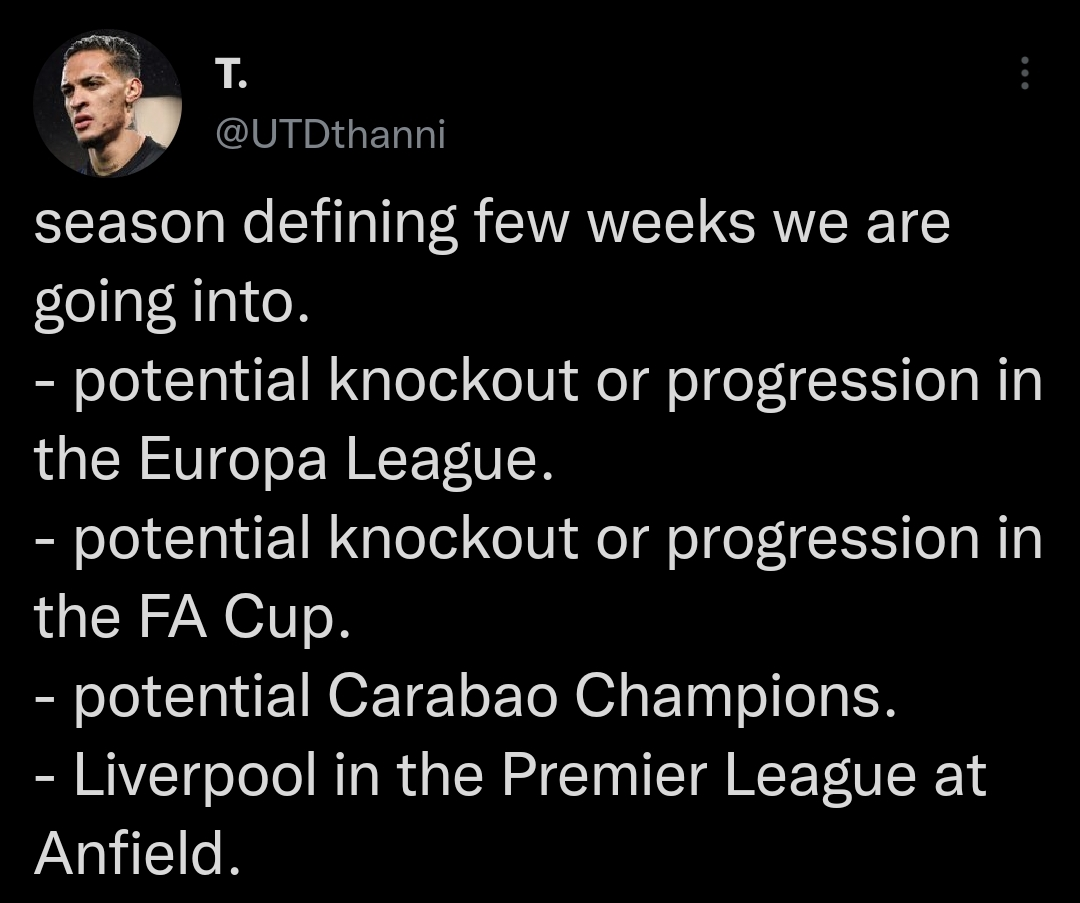 T.
@UTDthanni
season defining few weeks we are
going into.
- potential knockout or progression in
the Europa League.
- potential knockout or progression in
the FA Cup.
- potential Carabao Champions.
- Liverpool in the Premier League at
Anfield.